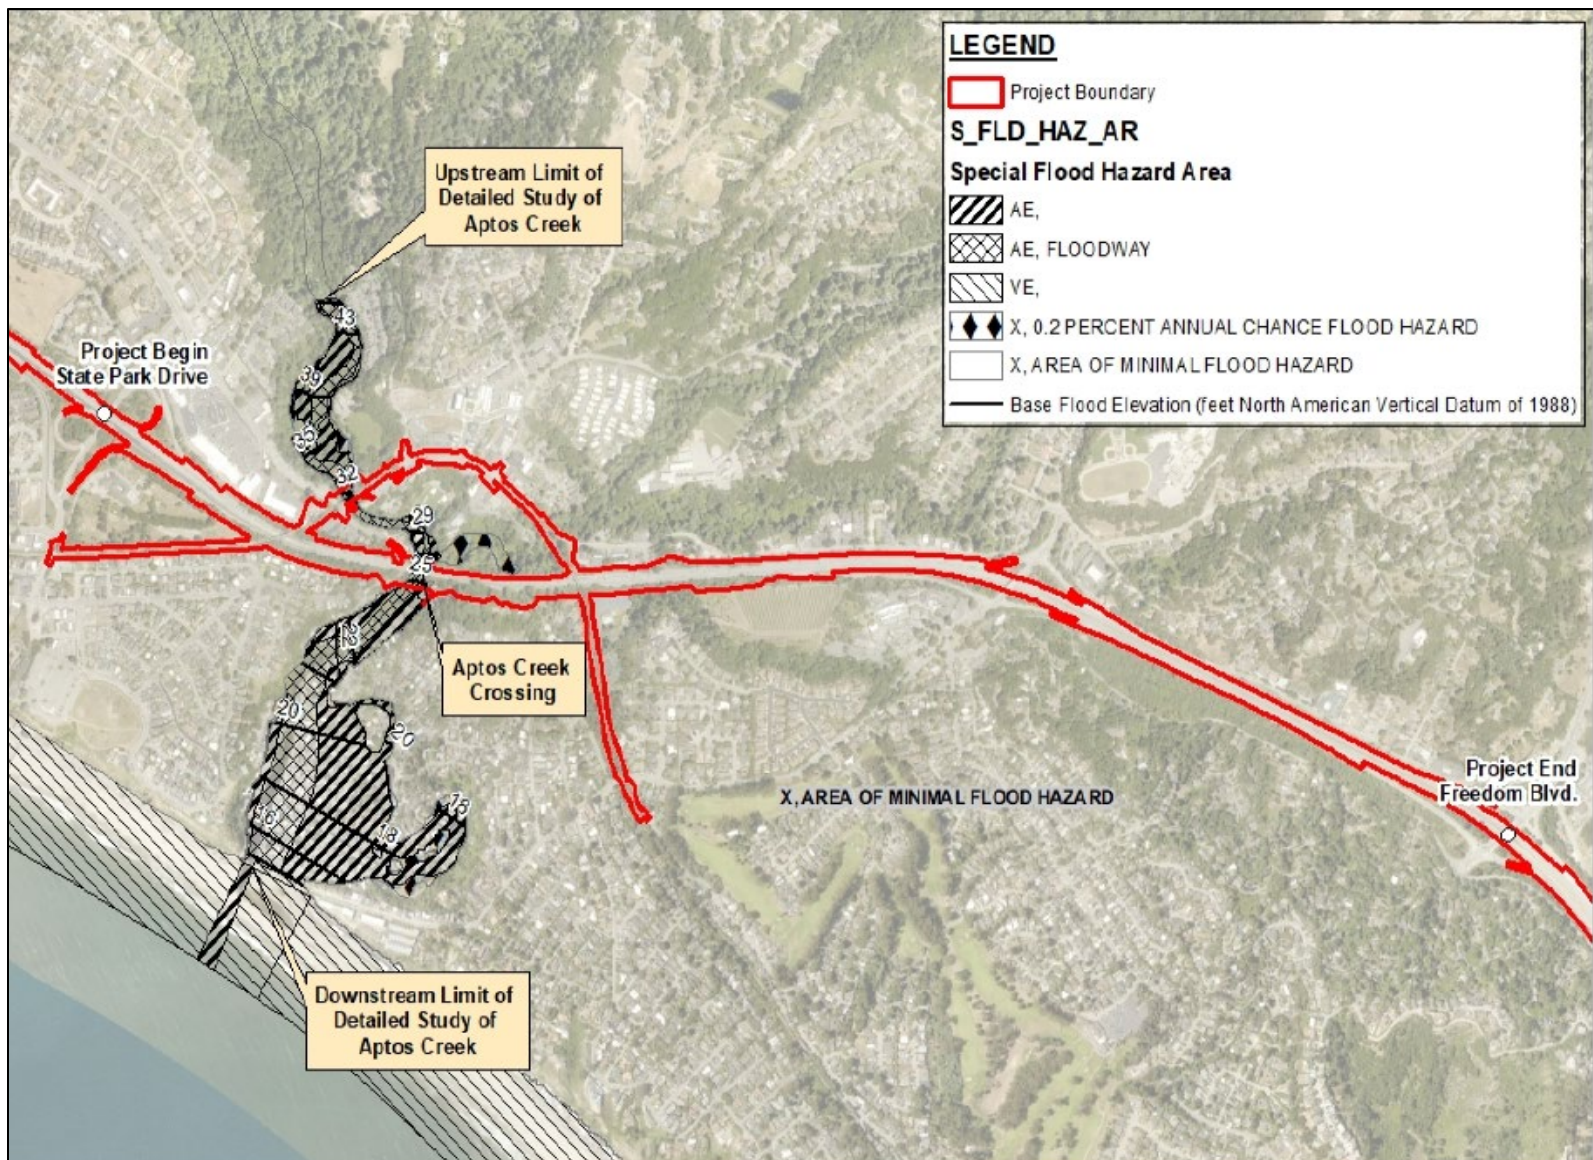 LEGEND
Project Boundary
S_FLD_HAZ_AR
Special Flood Hazard Area
AE,
AE, FLOODWAY
VE,
X, 0.2 PERCENT ANNUAL CHANCE FLOOD HAZARD
X, AREA OF MINIMAL FLOOD HAZARD
Base Flood Elevation (feet North American Vertical Datum of 1988)
Upstream Limit of
Detailed Study of
Aptos Creek
43
Project Begin
State Park Drive
39
35
32
29
25
Aptos Creek
Crossing
20
20
Project End
Freedom Blvd.
X, AREA OF MINIMAL FLOOD HAZARD
15
16
18
Downstream Limit of
Detailed Study of
Aptos Creek